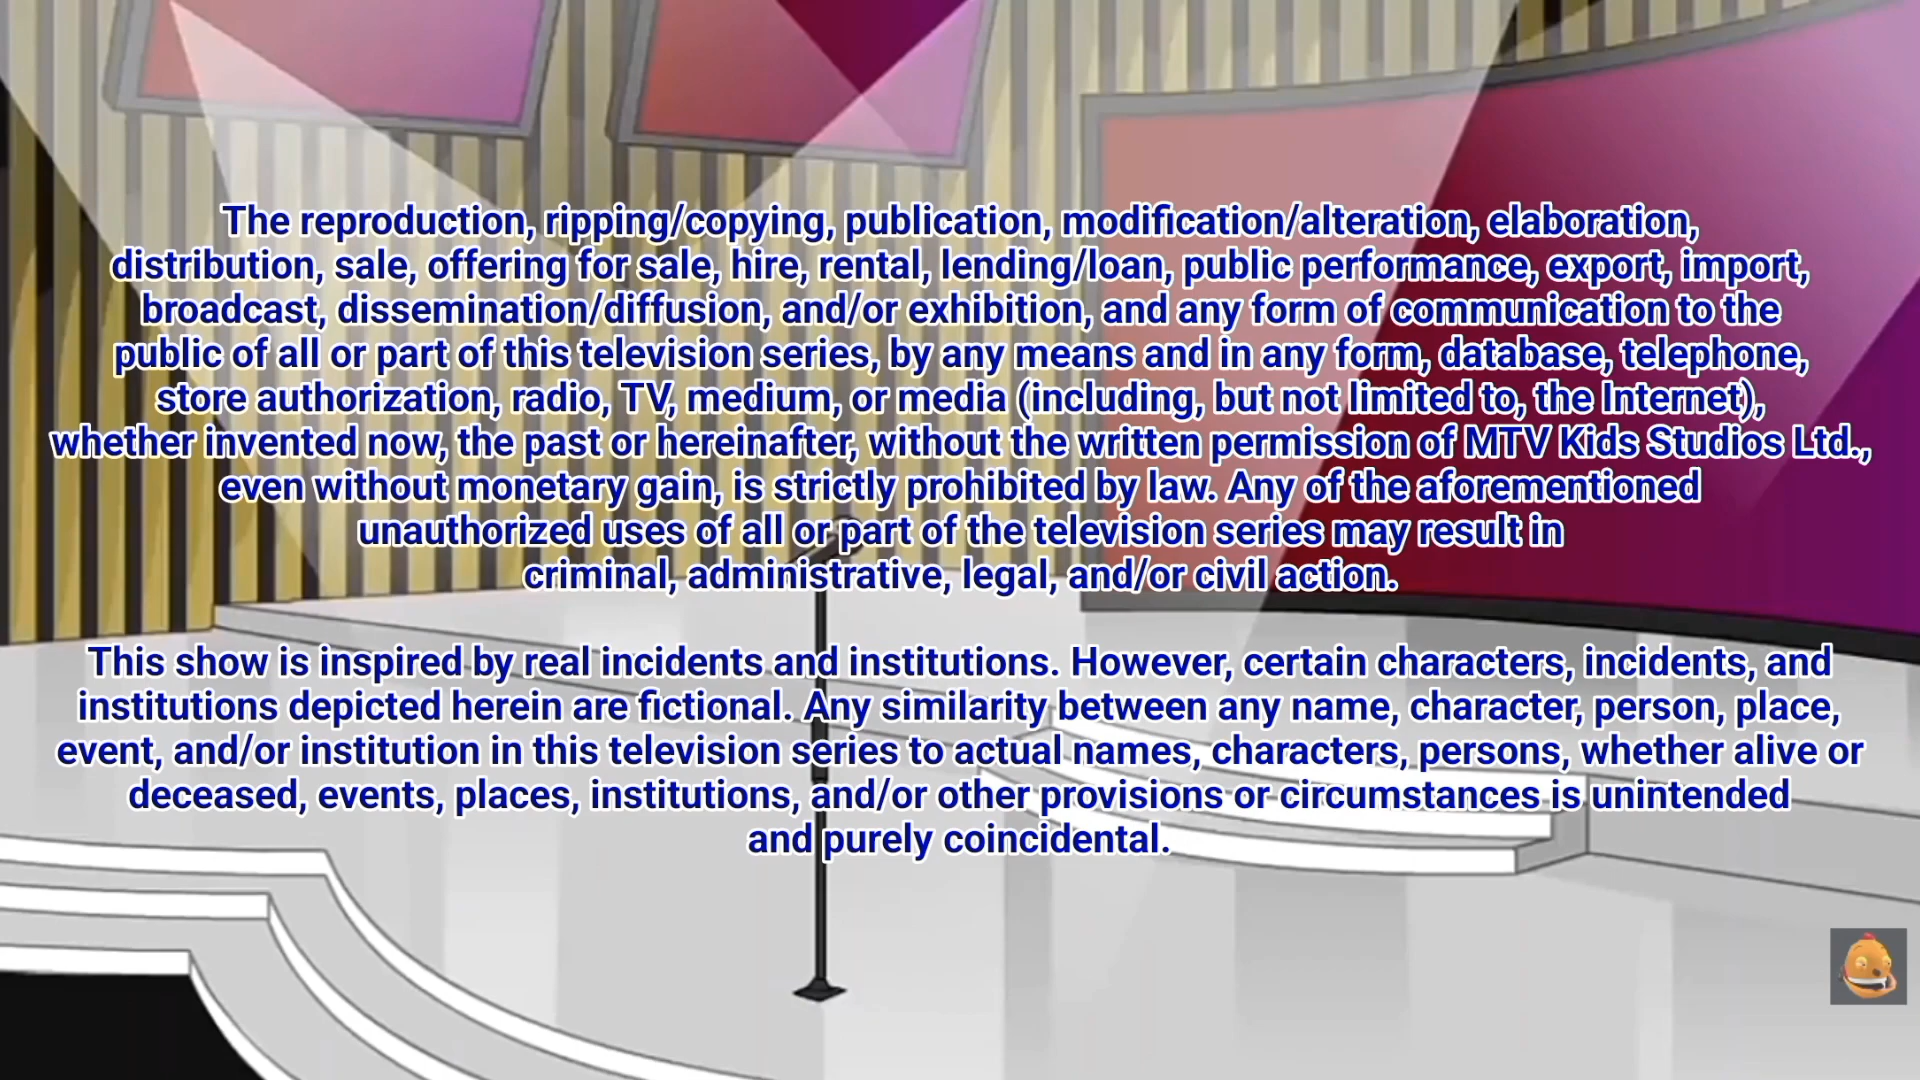 The reproduction, ripping/copying, publication, modification/alteration, elaboration,
distribution, sale, offering for sale, hire, rental, lending/loan, public performance, export, import,
broadcast, dissemination/diffusion, and/or exhibition, and any form of communication to the
public of all or part of this television series, by any means and in any form, database, telephone,
store authorization, radio, TV, medium, or media (including, but not limited to, the Internet),
whether invented now, the past or hereinafter, without the written permission of MTV Kids Studios Ltd.,
even without monetary gain, is strictly prohibited by law. Any of the aforementioned
unauthorized uses of all or part of the television series may result in
criminal, administrative, legal, and/or civil action.
This show is inspired by real incidents and institutions. However, certain characters, incidents, and
institutions depicted herein are fictional. Any similarity between any name, character, person, place,
event, and/or institution in this television series to actual names, characters, persons, whether alive or
deceased, events, places, institutions, and/or other provisions or circumstances is unintended
and purely coincidental.